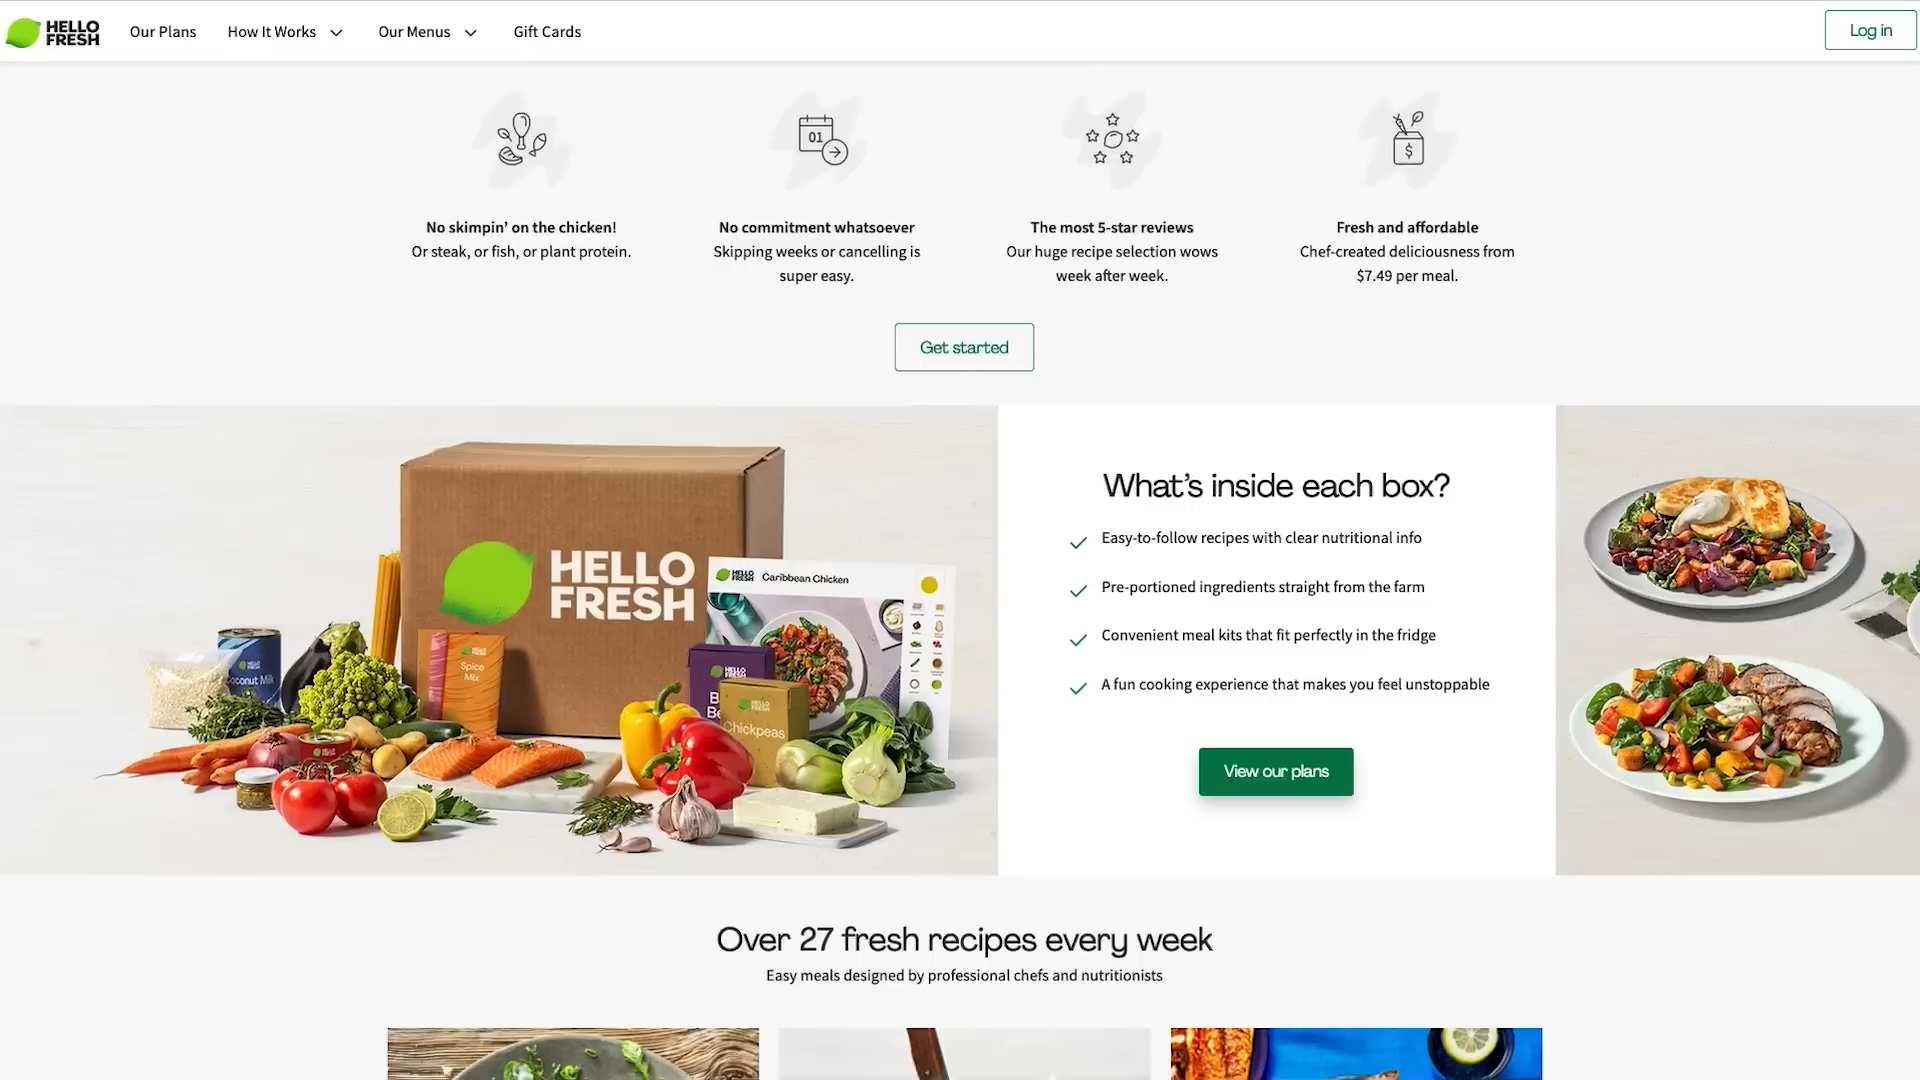 HELLO
FRESH
Our Plans
How It Works
Our Menus
Gift Cards
Log in
01
$
No skimpin’ on the chicken!
Or steak, or fish, or plant protein.
No commitment whatsoever
Skipping weeks or cancelling is
super easy.
The most 5-star reviews
Our huge recipe selection wows
week after week.
Fresh and affordable
Chef-created deliciousness from
$7.49 per meal.
Get started
HELLO
FRESH
HELLO
FRESH
Caribbean Chicken
Spice
Mix
Coconut Milk
Chickpeas
What’s inside each box?
Easy-to-follow recipes with clear nutritional info
Pre-portioned ingredients straight from the farm
Convenient meal kits that fit perfectly in the fridge
A fun cooking experience that makes you feel unstoppable
View our plans
Over 27 fresh recipes every week
Easy meals designed by professional chefs and nutritionists